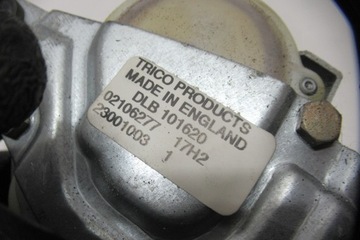 TRICO PRODUCTS
MADE IN ENGLAND
DLB 101620
02106277 17H2
23001003 1